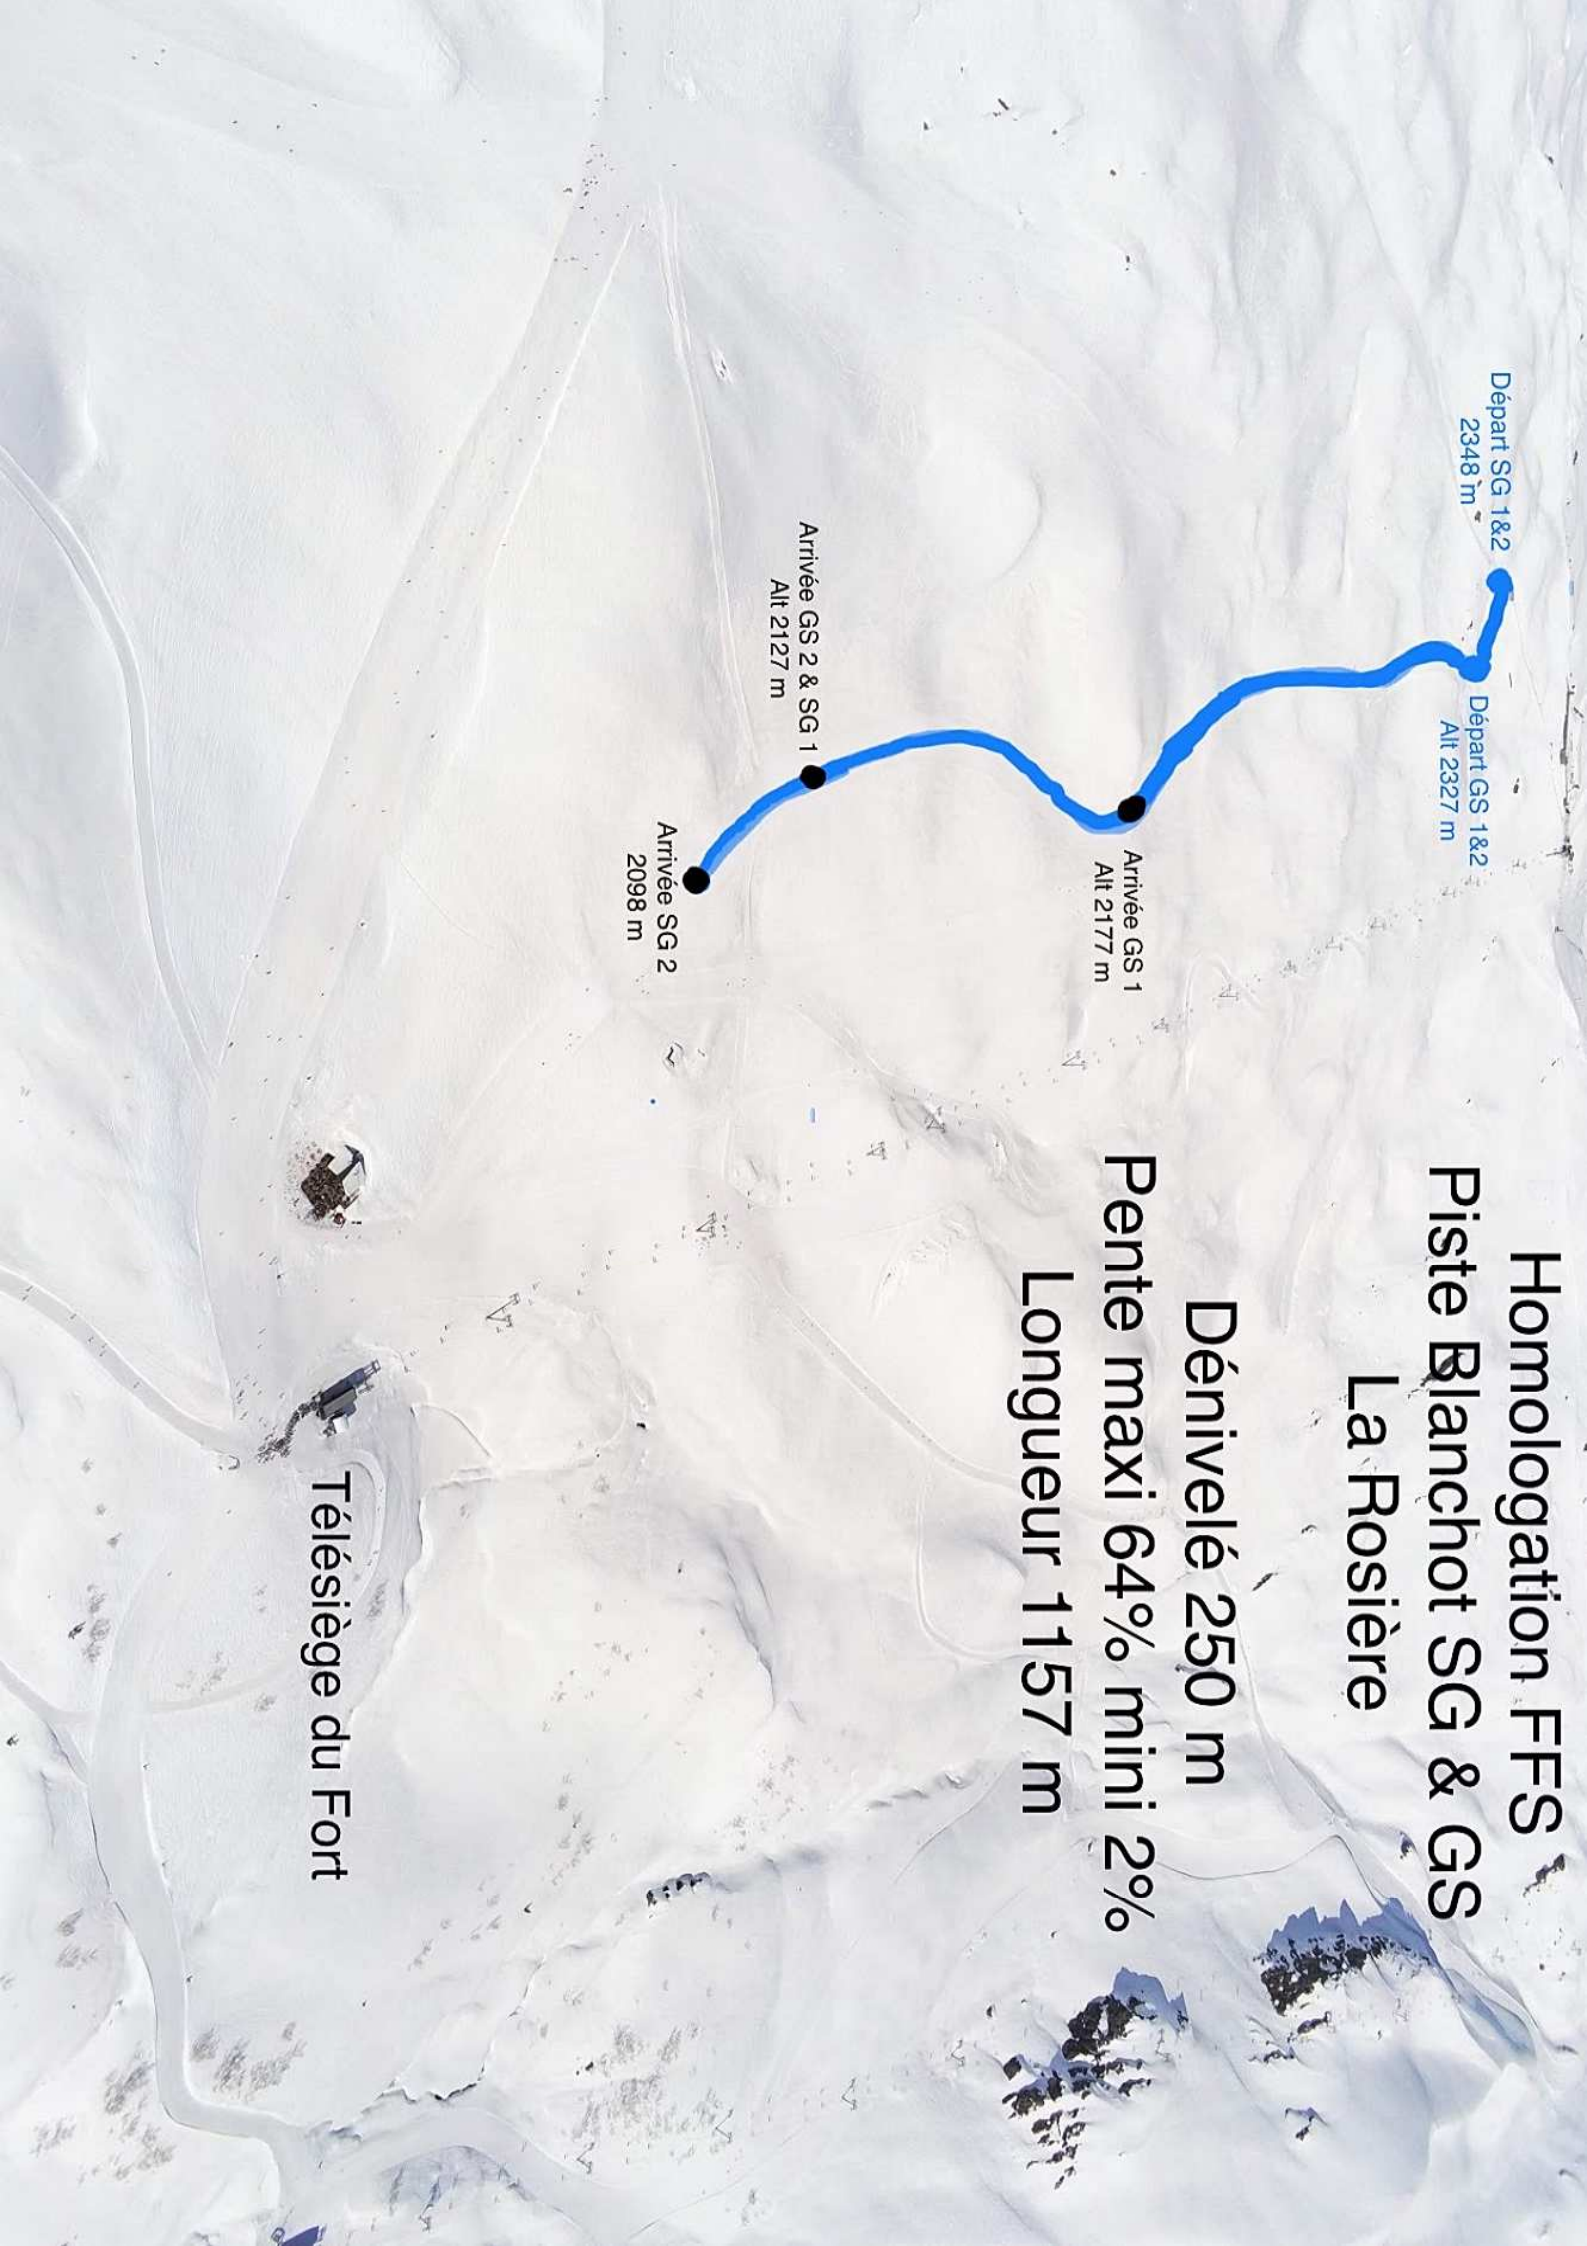 Homologation FFS
Piste Blanchot SG & GS
La Rosière
Dénivelé 250 m
Pente maxi 64% mini 2%
Longueur 1157 m
Départ SG 1&2
2348 m
Départ GS 1&2
Alt 2327 m
Arrivée GS 1
Alt 2177 m
Arrivée GS 2 & SG 1
Alt 2127 m
Arrivée SG 2
2098 m
Télésiège du Fort